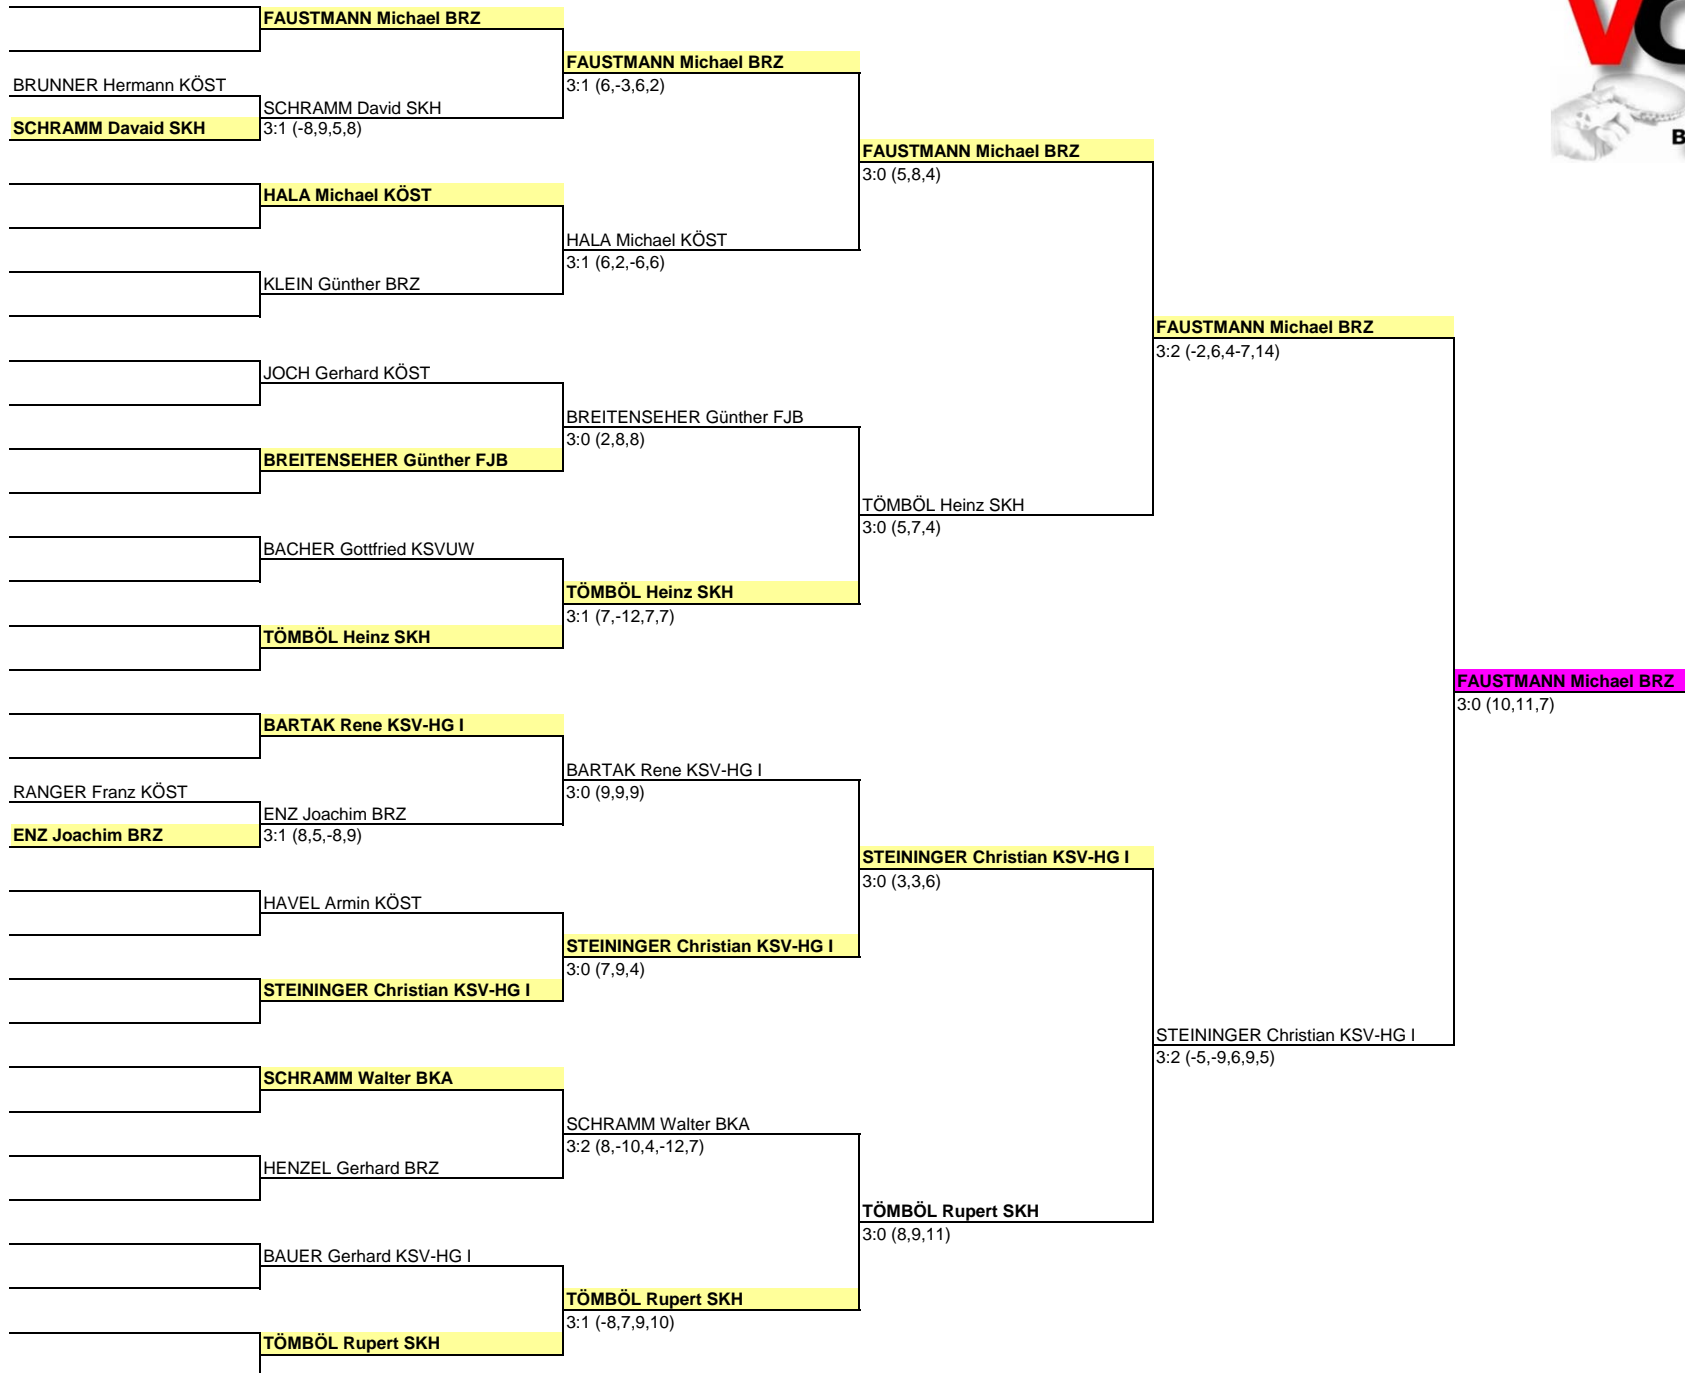 FAUSTMANN Michael BRZ
BRUNNER Hermann KÖST
SCHRAMM David SKH
SCHRAMM Davaid SKH
3:1 (-8,9,5,8)
FAUSTMANN Michael BRZ
3:1 (6,-3,6,2)
HALA Michael KÖST
KLEIN Günther BRZ
HALA Michael KÖST
3:1 (6,2,-6,6)
FAUSTMANN Michael BRZ
3:0 (5,8,4)
JOCH Gerhard KÖST
BREITENSEHER Günther FJB
BREITENSEHER Günther FJB
3:0 (2,8,8)
BACHER Gottfried KSVUW
TÖMBÖL Heinz SKH
TÖMBÖL Heinz SKH
3:1 (7,-12,7,7)
TÖMBÖL Heinz SKH
3:0 (5,7,4)
FAUSTMANN Michael BRZ
3:2 (-2,6,4-7,14)
BARTAK Rene KSV-HG I
RANGER Franz KÖST
ENZ Joachim BRZ
ENZ Joachim BRZ
3:1 (8,5,-8,9)
BARTAK Rene KSV-HG I
3:0 (9,9,9)
HAVEL Armin KÖST
STEININGER Christian KSV-HG I
STEININGER Christian KSV-HG I
3:0 (7,9,4)
STEININGER Christian KSV-HG I
3:0 (3,3,6)
SCHRAMM Walter BKA
HENZEL Gerhard BRZ
SCHRAMM Walter BKA
3:2 (8,-10,4,-12,7)
BAUER Gerhard KSV-HG I
TÖMBÖL Rupert SKH
TÖMBÖL Rupert SKH
3:1 (-8,7,9,10)
TÖMBÖL Rupert SKH
3:0 (8,9,11)
STEININGER Christian KSV-HG I
3:2 (-5,-9,6,9,5)
FAUSTMANN Michael BRZ
3:0 (10,11,7)